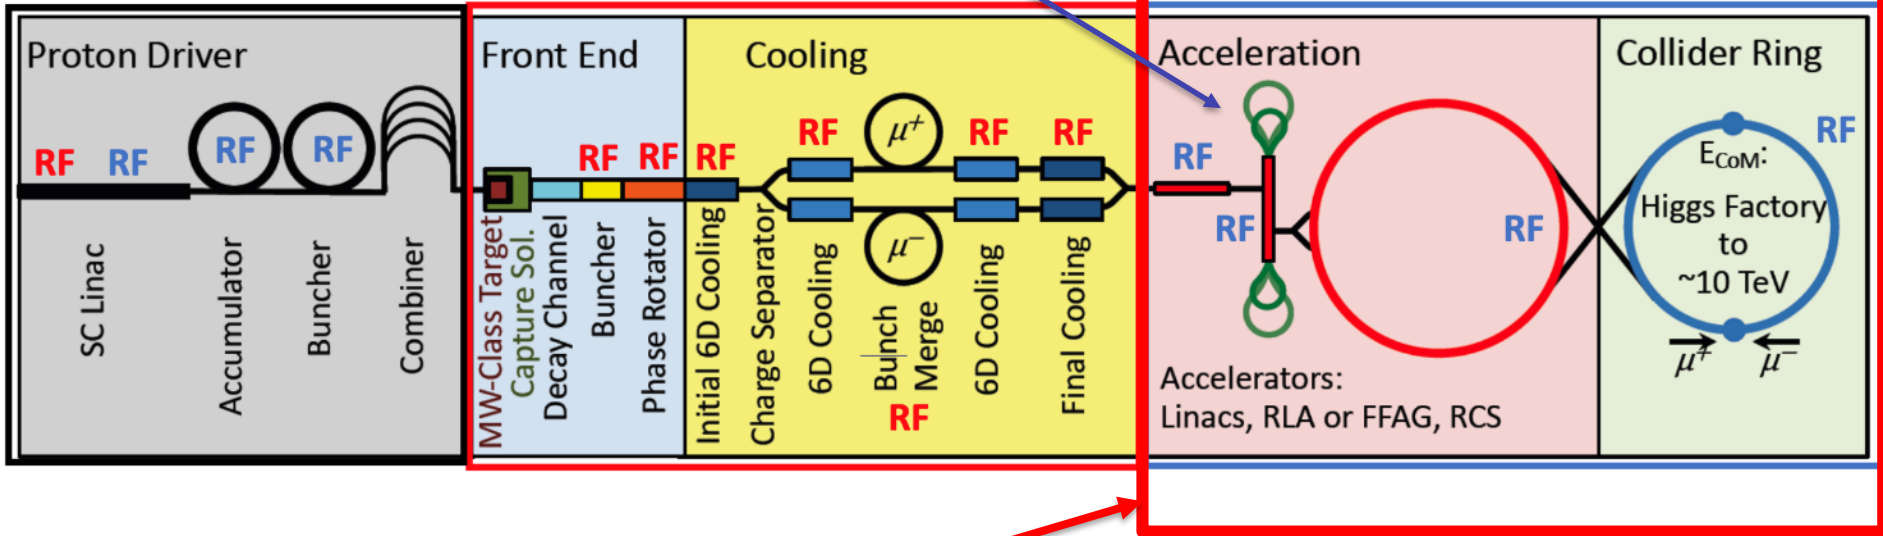 Proton Driver
RF RF RF RF
SC Linac
Accumulator
Buncher
Combiner
Front End
RF RF
MW-Class Target
Capture Sol.
Decay Channel
Buncher
Phase Rotator
Cooling
RF RF RF RF
μ+
μ−
Initial 6D Cooling
Charge Separator
6D Cooling
Bunch
Merge
RF
6D Cooling
Final Cooling
Acceleration
RF
RF
RF
Accelerators:
Linacs, RLA or FFAG, RCS
Collider Ring
RF
ECoM:
Higgs Factory
to
~10 TeV
μ+ μ−